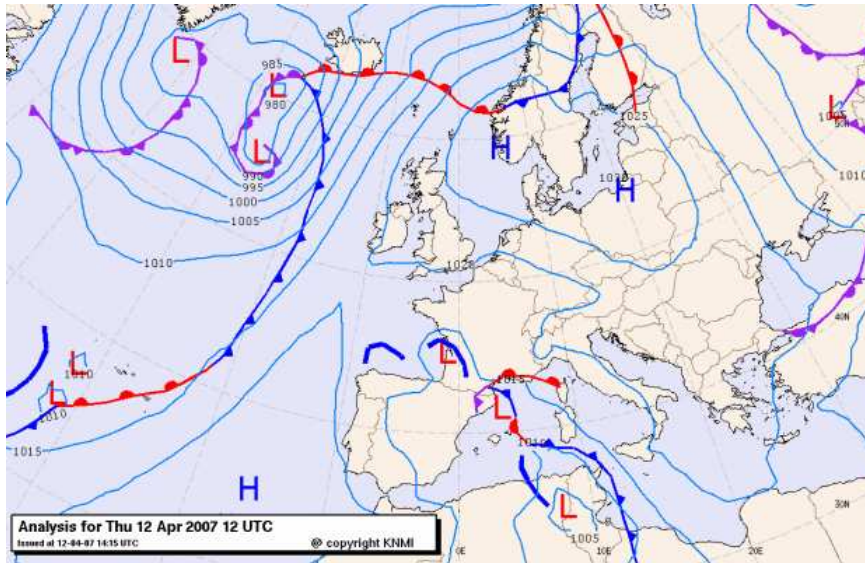 L
985
L
980
L
990
995
1000
1005
1010
H
1025
H
L
1005
1010
1025
40N
L
1010
L
1010
1015
L
1015
L
1010
H
L
1005
30N
Analysis for Thu 12 Apr 2007 12 UTC
Issued at 12-04-07 14:15 UTC
@ copyright KNMI
0E
10E
20E